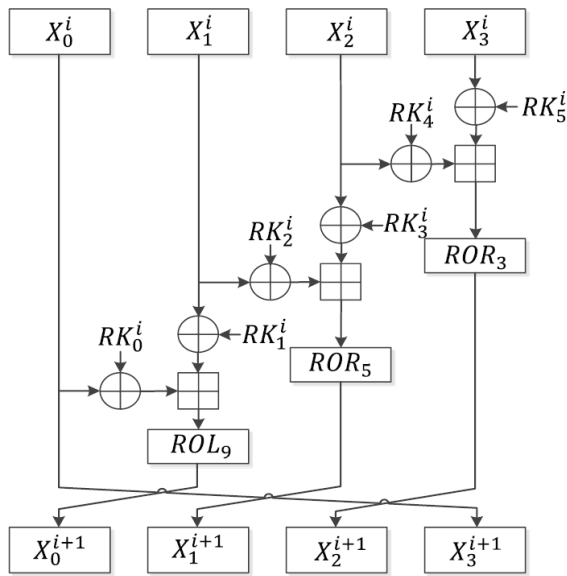 X_0^i X_1^i X_2^i X_3^i
RK_4^i RK_5^i
RK_2^i RK_3^i
ROR_3
RK_0^i RK_1^i
ROR_5
ROL_9
X_0^{i+1} X_1^{i+1} X_2^{i+1} X_3^{i+1}